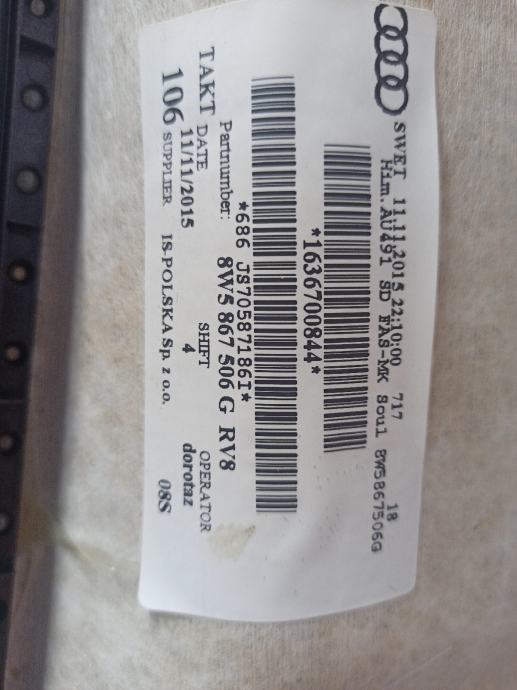 SWET 11.11.2015 22:10:00 717 18
Him.AU491 SD FAS-MK Soul 8W5867506G
*1636700844*
*686 JS70587186I*
Partnumber: 8W5 867 506 G RV8
TAKT DATE SHIFT OPERATOR
106 11/11/2015 4 dorotaz
SUPPLIER IS-POLSKA Sp. z o.o. 08S